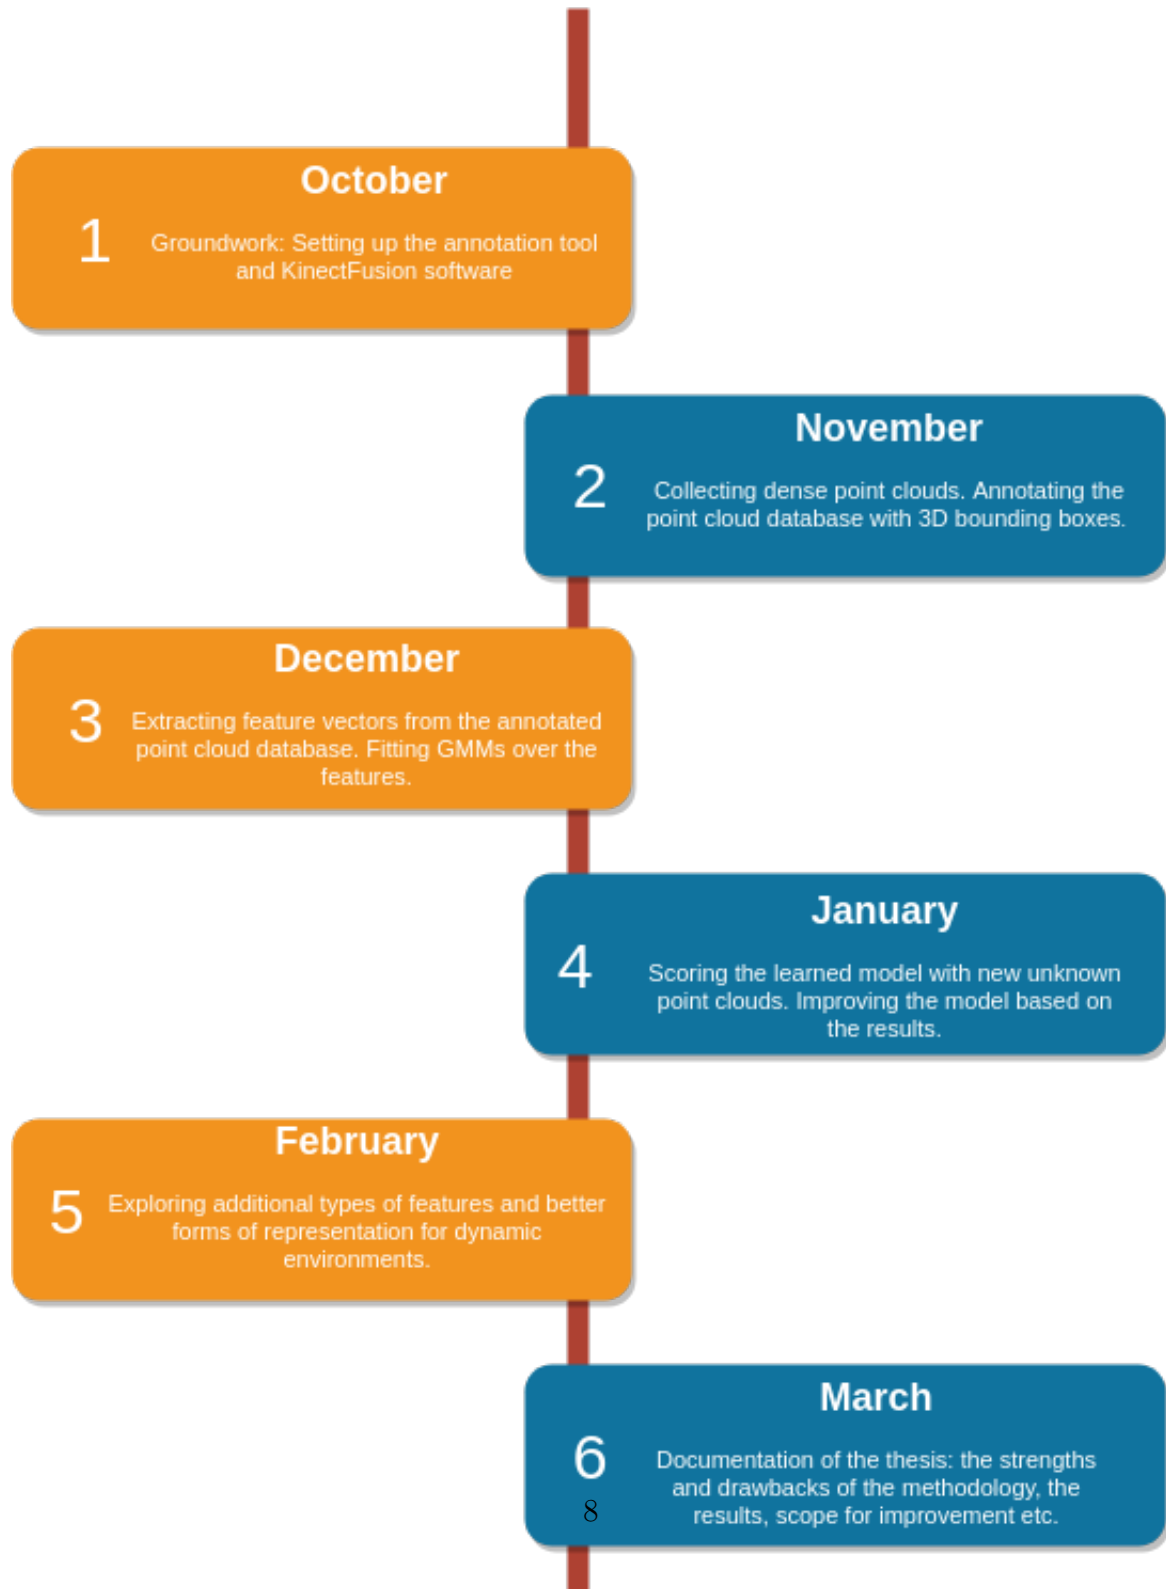 October
1
Groundwork: Setting up the annotation tool
and KinectFusion software
November
2
Collecting dense point clouds. Annotating the
point cloud database with 3D bounding boxes.
December
3
Extracting feature vectors from the annotated
point cloud database. Fitting GMMs over the
features.
January
4
Scoring the learned model with new unknown
point clouds. Improving the model based on
the results.
February
5
Exploring additional types of features and better
forms of representation for dynamic
environments.
March
6
Documentation of the thesis: the strengths
and drawbacks of the methodology, the
results, scope for improvement etc.
8